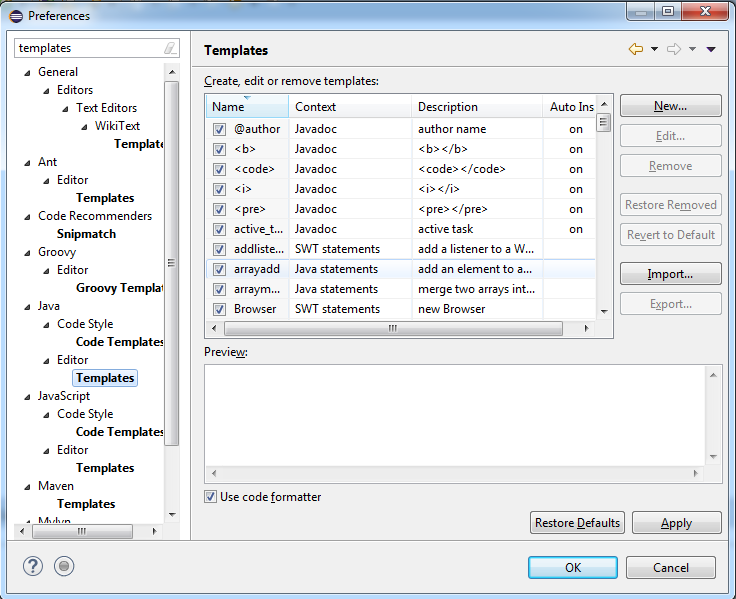 Preferences
templates
General
Editors
Text Editors
WikiText
Template
Ant
Editor
Templates
Code Recommenders
Snipmatch
Groovy
Editor
Groovy Templat
Java
Code Style
Code Templates
Editor
Templates
JavaScript
Code Style
Code Templates
Editor
Templates
Maven
Templates
Mylyn
Templates
Create, edit or remove templates:
Name Context Description Auto Ins
@author Javadoc author name on
<b> Javadoc <b></b> on
<code> Javadoc <code></code> on
<i> Javadoc <i></i> on
<pre> Javadoc <pre></pre> on
active_t... Javadoc active task on
addliste... SWT statements add a listener to a W...
arrayadd Java statements add an element to a...
arraym... Java statements merge two arrays int...
Browser SWT statements new Browser
New...
Edit...
Remove
Restore Removed
Revert to Default
Import...
Export...
Preview:
Use code formatter
Restore Defaults Apply
? OK Cancel